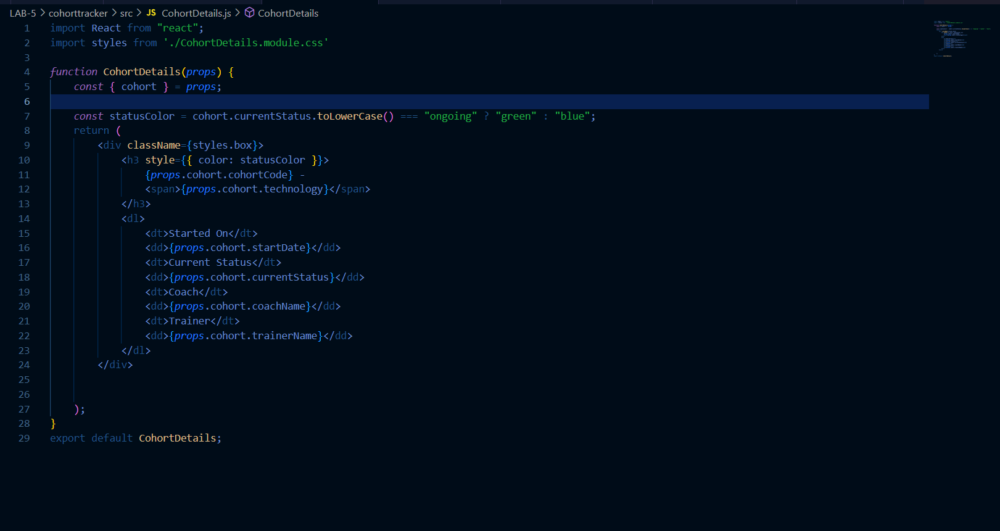 LAB-5 > cohorttracker > src > JS CohortDetails.js > CohortDetails
1 import React from "react";
2 import styles from './CohortDetails.module.css'
3
4 function CohortDetails(props) {
5     const { cohort } = props;
6
7     const statusColor = cohort.currentStatus.toLowerCase() === "ongoing" ? "green" : "blue";
8     return (
9         <div className={styles.box}>
10             <h3 style={{ color: statusColor }}>
11                 {props.cohort.cohortCode} -
12                 <span>{props.cohort.technology}</span>
13             </h3>
14             <dl>
15                 <dt>Started On</dt>
16                 <dd>{props.cohort.startDate}</dd>
17                 <dt>Current Status</dt>
18                 <dd>{props.cohort.currentStatus}</dd>
19                 <dt>Coach</dt>
20                 <dd>{props.cohort.coachName}</dd>
21                 <dt>Trainer</dt>
22                 <dd>{props.cohort.trainerName}</dd>
23             </dl>
24         </div>
25
26
27     );
28 }
29 export default CohortDetails;